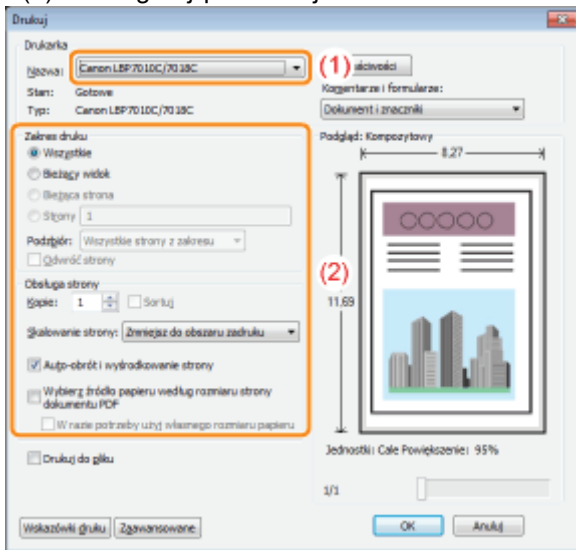 Drukuj
Drukarka
Nazwa: Canon LBP7010C/7018C (1)
Stan: Gotowe
Komentarze i formularze:
Typ: Canon LBP7010C/7018C
Dokument i znaczniki
Zakres druku
Podgląd: Kompozytowy
Wszystkie
8,27
Bieżący widok
Bieżąca strona
Strony 1
Podzbiór: Wszystkie strony z zakresu
Odwróć strony
(2)
Obsługa strony
Kopie: 1 Sortuj
11,69
Skalowanie strony: Zmniejsz do obszaru zadruku
Auto-obrót i wyśrodkowanie strony
Wybierz źródło papieru według rozmiaru strony
dokumentu PDF
W razie potrzeby użyj własnego rozmiaru papieru
Jednostki: Cale Powiększenie: 95%
Drukuj do pliku
1/1
Wskazówki druku Zaawansowane OK Anuluj